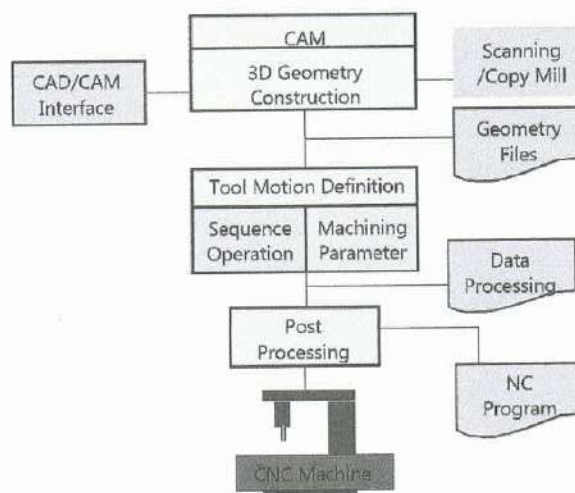 CAM
3D Geometry
Construction
CAD/CAM
Interface
Scanning
/Copy Mill
Geometry
Files
Tool Motion Definition
Sequence
Operation
Machining
Parameter
Data
Processing
Post
Processing
NC
Program
CNC Machine